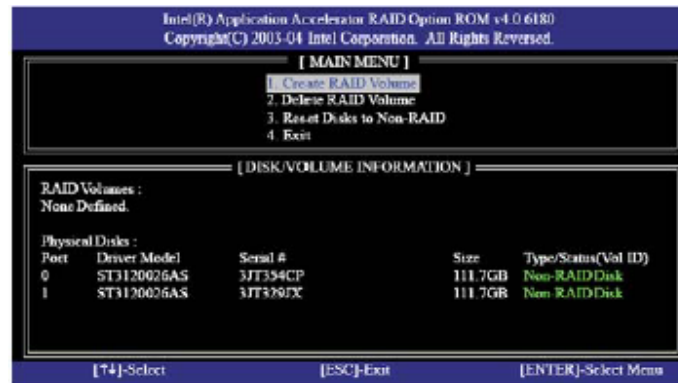 Intel(R) Application Accelerator RAID Option ROM v4.0 6180
Copyright(C) 2003-04 Intel Corporation. All Rights Reversed.
[ MAIN MENU ]
1. Create RAID Volume
2. Delete RAID Volume
3. Reset Disks to Non-RAID
4. Exit
[ DISK/VOLUME INFORMATION ]
RAID Volumes :
None Defined.
Physical Disks :
Port Driver Model Serial # Size Type/Status(Vol ID)
0 ST3120026AS 3JT354CP 111.7GB Non-RAID Disk
1 ST3120026AS 3JT329JX 111.7GB Non-RAID Disk
[↑↓]-Select [ESC]-Exit [ENTER]-Select Menu